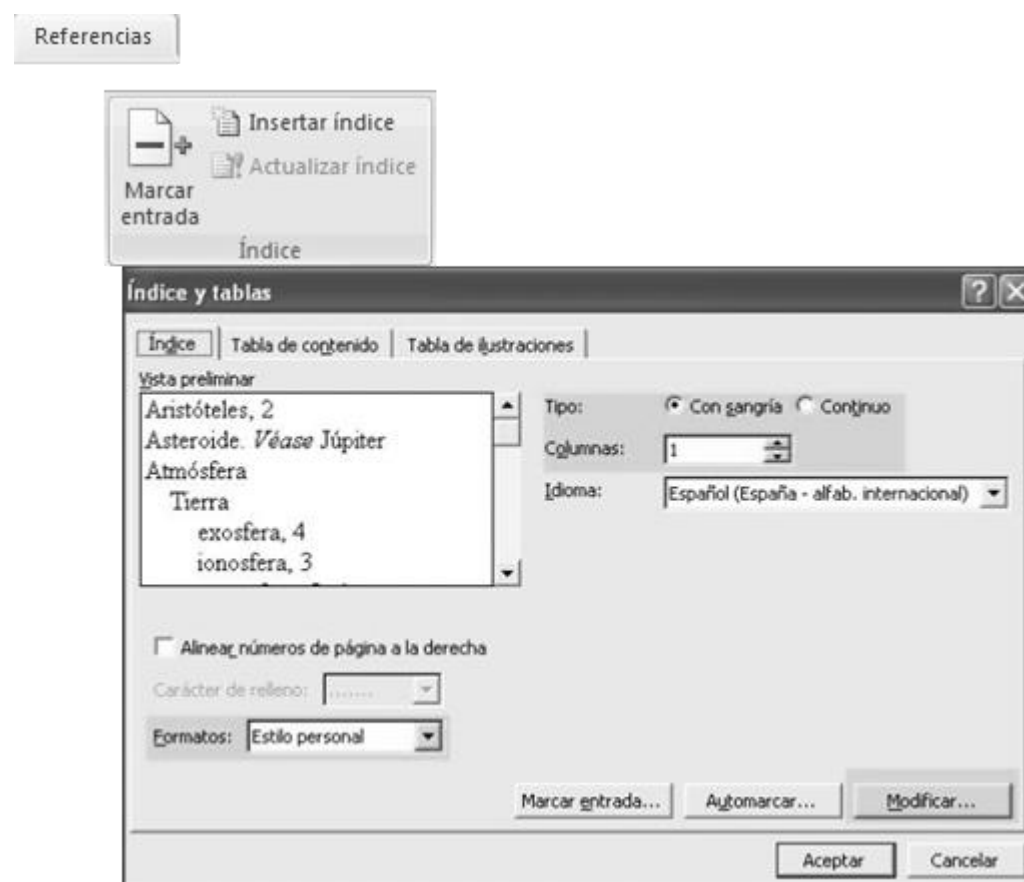 Referencias
Insertar índice
Actualizar índice
Marcar
entrada
Índice
Índice y tablas
Índice Tabla de contenido Tabla de ilustraciones
Vista preliminar
Aristóteles, 2
Asteroide. Véase Júpiter
Atmósfera
Tierra
exosfera, 4
ionosfera, 3
Tipo: Con sangría Continuo
Columnas: 1
Idioma: Español (España - alfab. internacional)
Alinear números de página a la derecha
Carácter de relleno: .......
Formatos: Estilo personal
Marcar entrada... Automarcar... Modificar...
Aceptar Cancelar